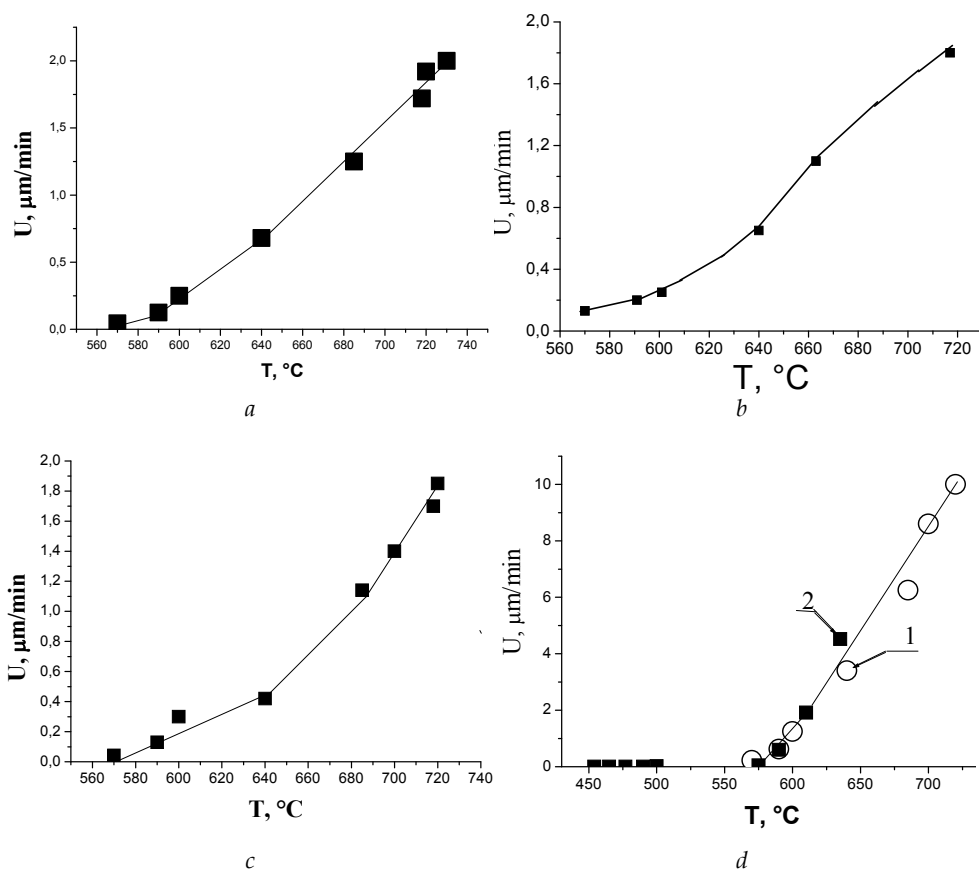 2,0
1,5
1,0
0,5
0,0
U, μm/min
560 580 600 620 640 660 680 700 720 740
T, °C
a
2.0
1.6
1.2
0.8
0.4
0.0
U, μm/min
560 580 600 620 640 660 680 700 720
T, °C
b
2,0
1,8
1,6
1,4
1,2
1,0
0,8
0,6
0,4
0,2
0,0
U, μm/min
560 580 600 620 640 660 680 700 720 740
T, °C
c
10
8
6
4
2
0
U, μm/min
2
1
450 500 550 600 650 700
T, °C
d